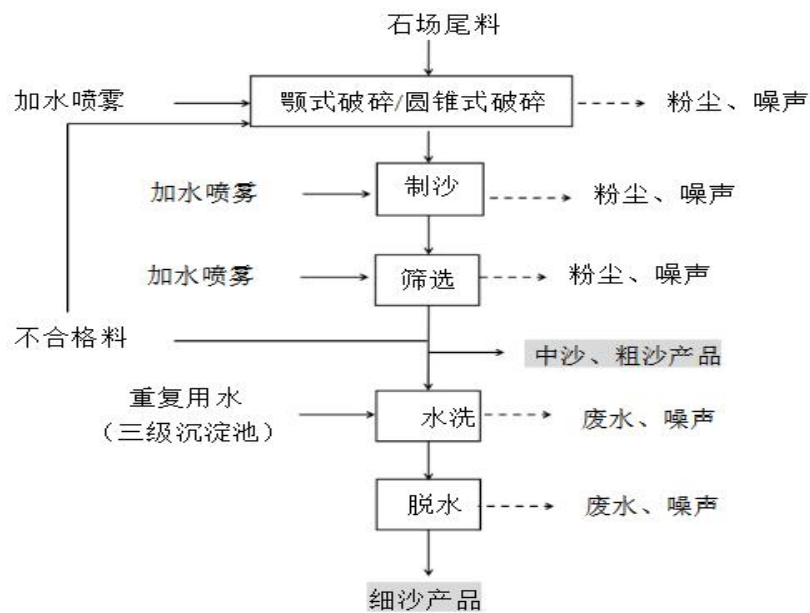 石场尾料
加水喷雾
颚式破碎/圆锥式破碎
粉尘、噪声
加水喷雾
制沙
粉尘、噪声
加水喷雾
筛选
粉尘、噪声
不合格料
中沙、粗沙产品
重复用水
（三级沉淀池）
水洗
废水、噪声
脱水
废水、噪声
细沙产品